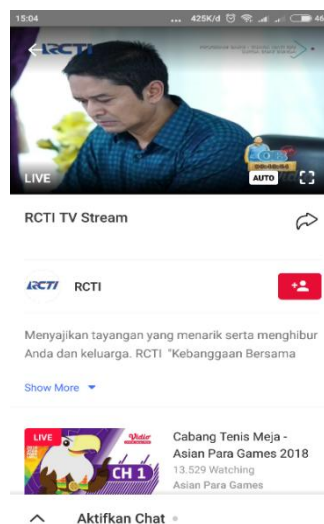 15:04
... 425K/d 46
RCTI
LIVE
AUTO
RCTI TV Stream
RCTI RCTI
Menyajikan tayangan yang menarik serta menghibur
Anda dan keluarga. RCTI "Kebanggaan Bersama
Show More
LIVE
Vidio
CH 1
Cabang Tenis Meja -
Asian Para Games 2018
13.529 Watching
Asian Para Games
Aktifkan Chat